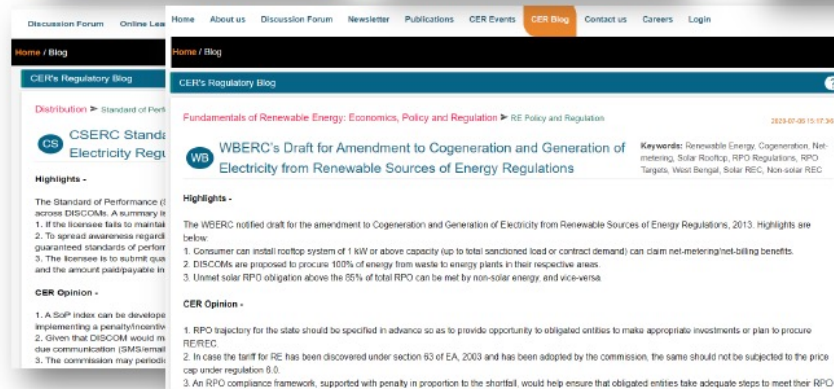 Discussion Forum Online Lea
Home / Blog
CER's Regulatory Blog
Distribution ➤ Standard of Perf
CS
CSERC Standa
Electricity Regu
Highlights -
The Standard of Performance (
across DISCOMs. A summary is
1. If the licensee fails to maintai
2. To spread awareness regardi
guaranteed standards of perfor
3. The licensee is to submit qua
and the amount paid/payable in
CER Opinion -
1. A SoP index can be develope
implementing a penalty/incentiv
2. Given that DISCOM would m
due communication (SMS/email
3. The commission may periodic
Home About us Discussion Forum Newsletter Publications CER Events CER Blog Contact us Careers Login
Home / Blog
CER's Regulatory Blog
?
Fundamentals of Renewable Energy: Economics, Policy and Regulation ➤ RE Policy and Regulation
WB
WBERC's Draft for Amendment to Cogeneration and Generation of
Electricity from Renewable Sources of Energy Regulations
Keywords: Renewable Energy, Cogeneration, Net-
metering, Solar Rooftop, RPO Regulations, RPO
Targets, West Bengal, Solar REC, Non-solar REC
Highlights -
The WBERC notified draft for the amendment to Cogeneration and Generation of Electricity from Renewable Sources of Energy Regulations, 2013. Highlights are
below:
1. Consumer can install rooftop system of 1 kW or above capacity (up to total sanctioned load or contract demand) can claim net-metering/net-billing benefits.
2. DISCOMs are proposed to procure 100% of energy from waste to energy plants in their respective areas.
3. Unmet solar RPO obligation above the 85% of total RPO can be met by non-solar energy, and vice-versa.
CER Opinion -
1. RPO trajectory for the state should be specified in advance so as to provide opportunity to obligated entities to make appropriate investments or plan to procure
RE/REC.
2. In case the tariff for RE has been discovered under section 63 of EA, 2003 and has been adopted by the commission, the same should not be subjected to the price
cap under regulation 6.0.
3. An RPO compliance framework, supported with penalty in proportion to the shortfall, would help ensure that obligated entities take adequate steps to meet their RPO